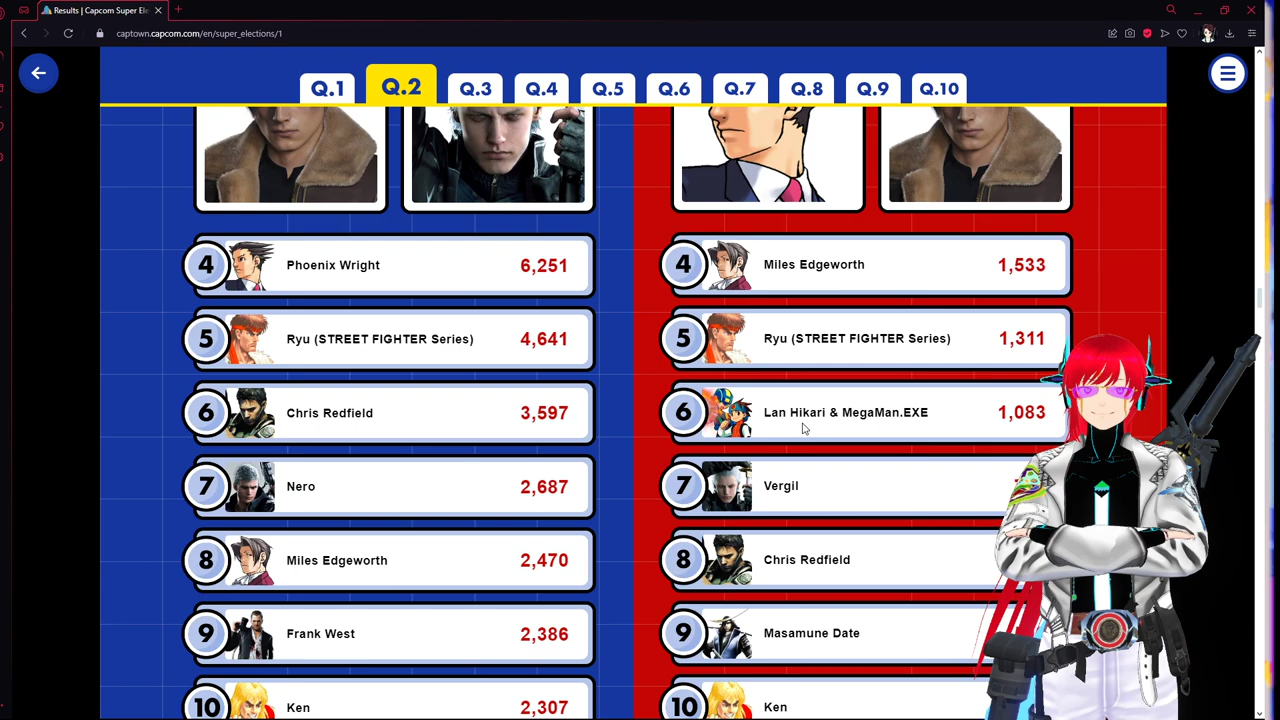 Results | Capcom Super Ele
captown.capcom.com/en/super_elections/1
Q.1 Q.2 Q.3 Q.4 Q.5 Q.6 Q.7 Q.8 Q.9 Q.10
4 Phoenix Wright 6,251
5 Ryu (STREET FIGHTER Series) 4,641
6 Chris Redfield 3,597
7 Nero 2,687
8 Miles Edgeworth 2,470
9 Frank West 2,386
10 Ken 2,307
4 Miles Edgeworth 1,533
5 Ryu (STREET FIGHTER Series) 1,311
6 Lan Hikari & MegaMan.EXE 1,083
7 Vergil
8 Chris Redfield
9 Masamune Date
10 Ken